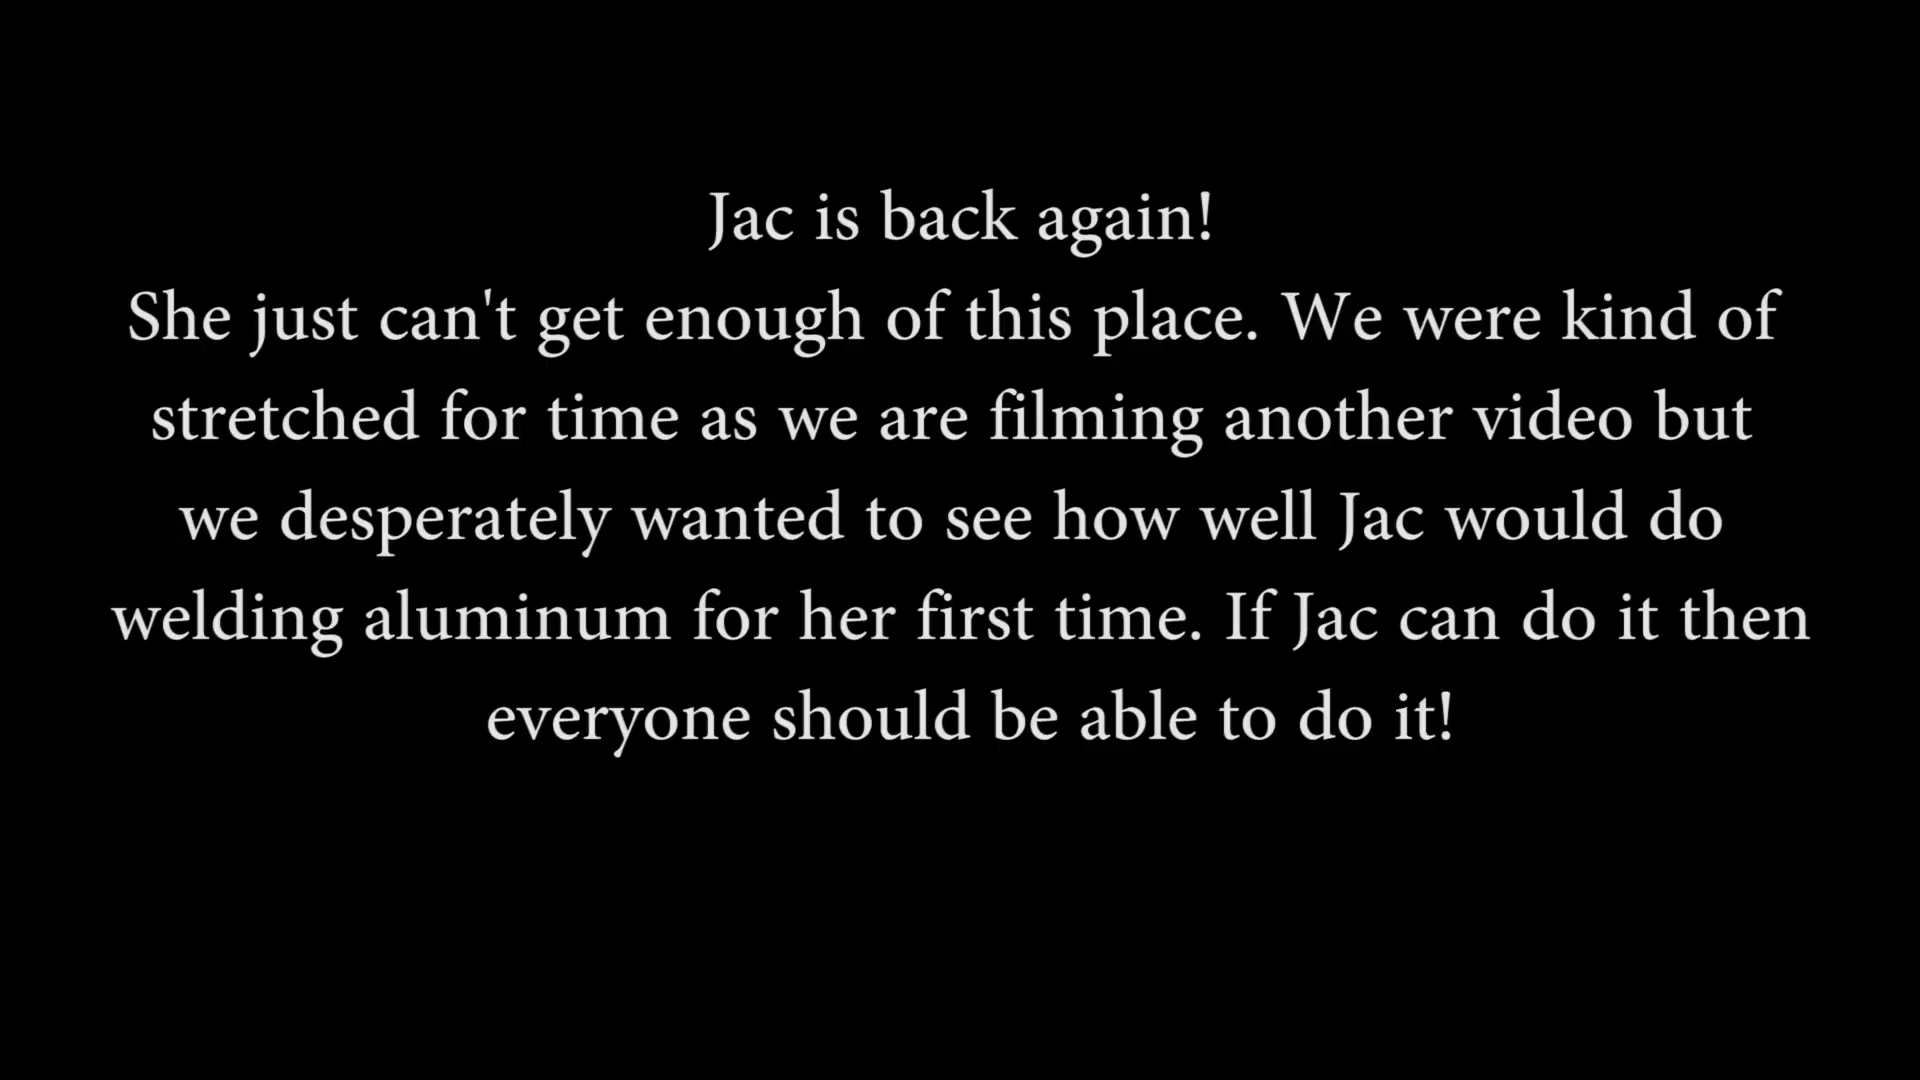 Jac is back again!
She just can't get enough of this place. We were kind of
stretched for time as we are filming another video but
we desperately wanted to see how well Jac would do
welding aluminum for her first time. If Jac can do it then
everyone should be able to do it!